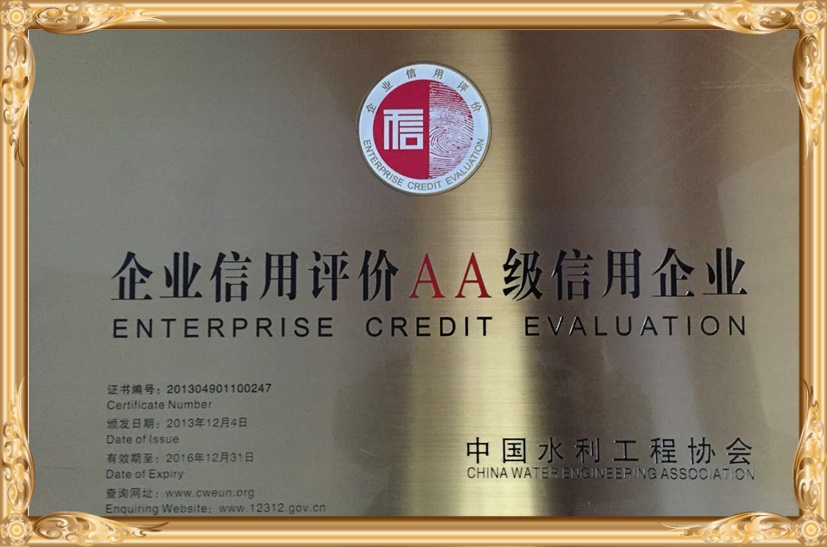 企业信用评价
信
ENTERPRISE CREDIT EVALUATION
企业信用评价AA级信用企业
ENTERPRISE CREDIT EVALUATION
证书编号：201304901100247
Certificate Number
颁发日期：2013年12月4日
Date of Issue
有效期至：2016年12月31日
Date of Expiry
查询网址：www.cweun.org
Enquiring Website：www.12312.gov.cn
中国水利工程协会
CHINA WATER ENGINEERING ASSOCIATION